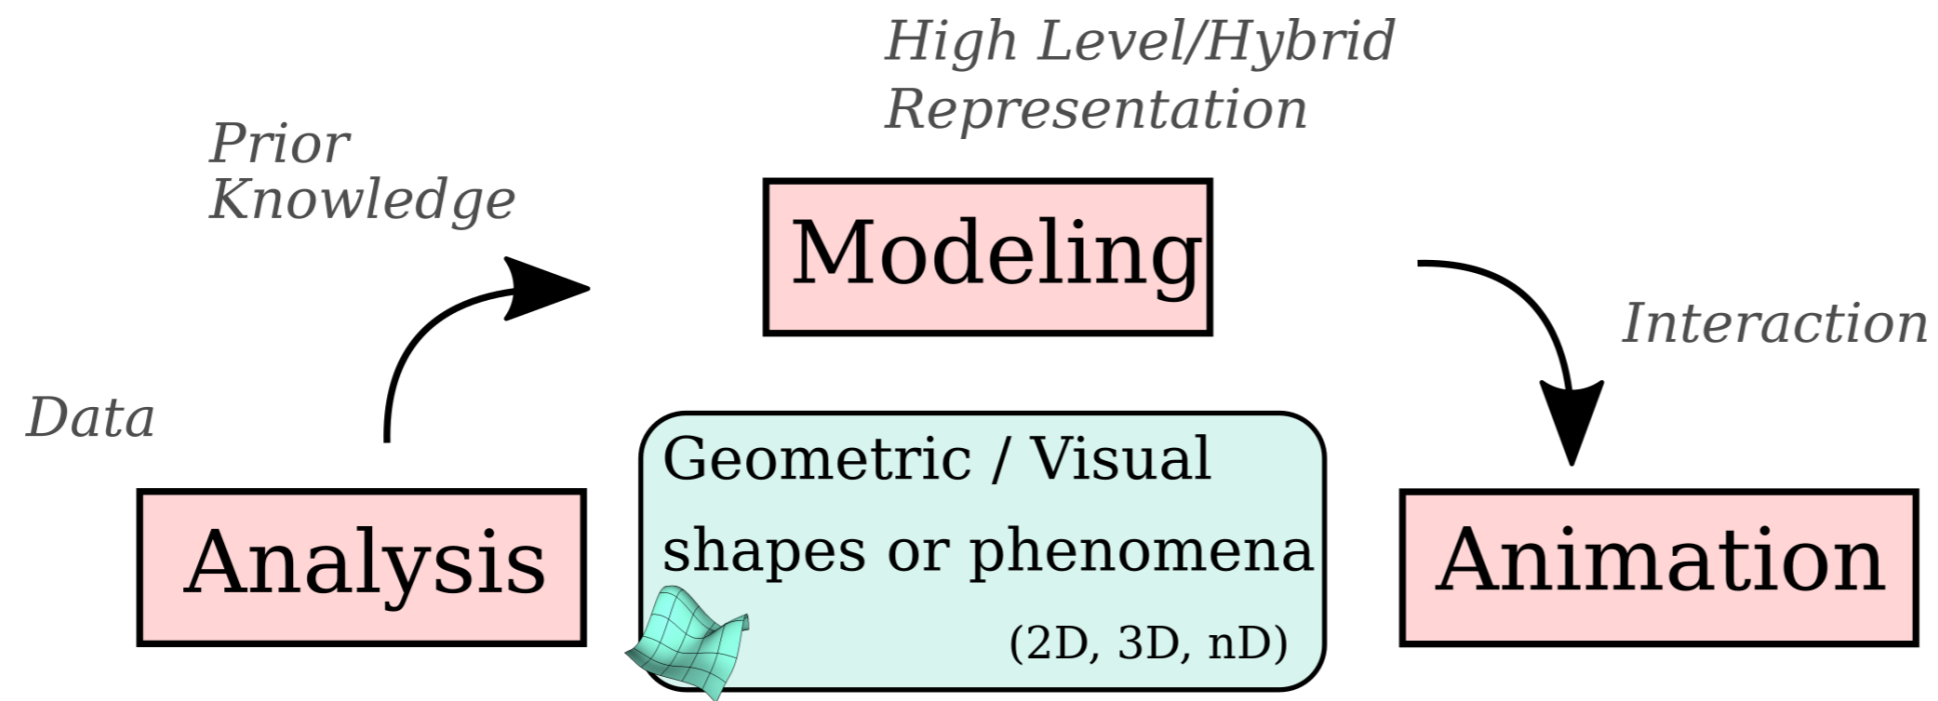 High Level/Hybrid
Representation
Prior
Knowledge
Modeling
Interaction
Data
Geometric / Visual
shapes or phenomena
(2D, 3D, nD)
Analysis
Animation